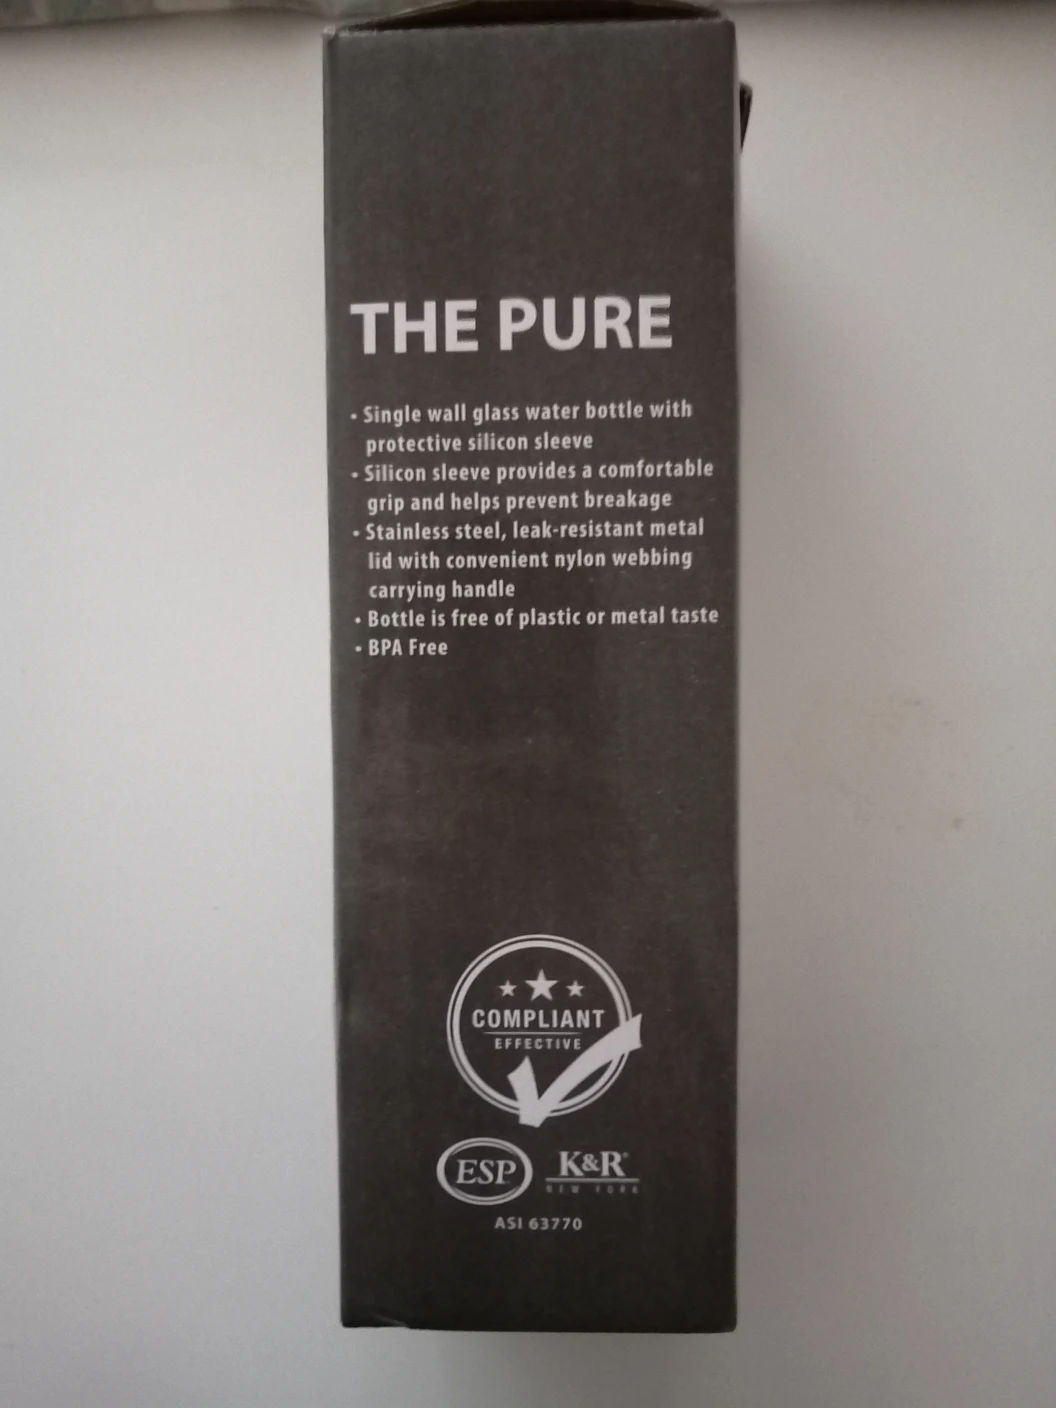 THE PURE
• Single wall glass water bottle with
protective silicon sleeve
• Silicon sleeve provides a comfortable
grip and helps prevent breakage
• Stainless steel, leak-resistant metal
lid with convenient nylon webbing
carrying handle
• Bottle is free of plastic or metal taste
• BPA Free
COMPLIANT
EFFECTIVE
ESP
K&R
NEW YORK
ASI 63770